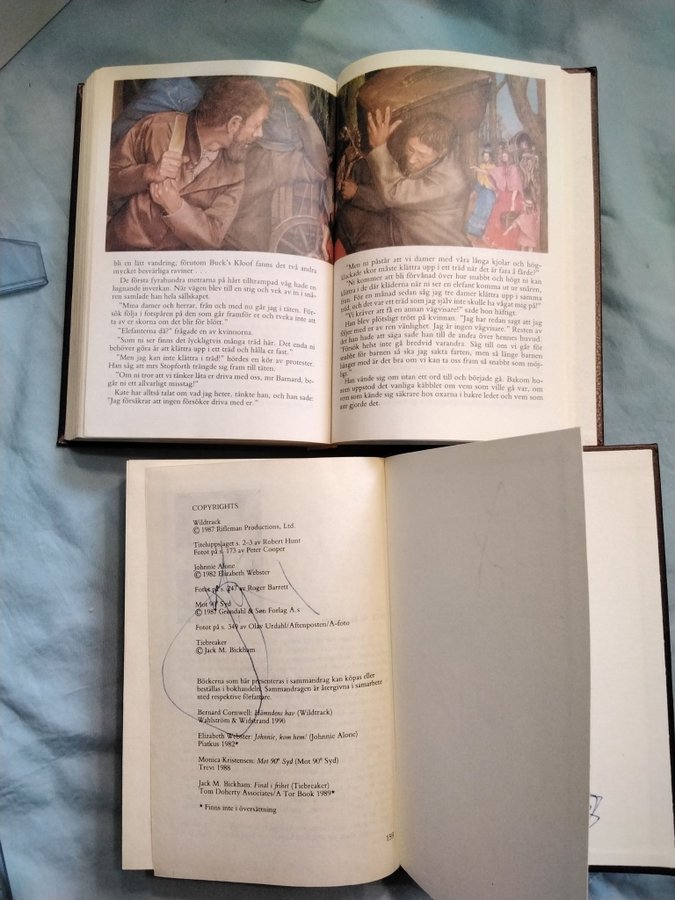 bli en lätt vandring, förutom Buck's Kloof fanns det två andra
mycket besvärliga raviner . . .
De första fyrahundra metrarna på hårt tilltrampad väg hade en
lugnande inverkan. När vägen blev till en stig och vek av in i snå-
ren samlade han hela sällskapet.
"Mina damer och herrar, från och med nu går jag i täten. För-
sök följa i fotspåren på den som går framför er och tveka inte att
ta av er skorna om det blir för blött."
"Elefanterna då?" frågade en av kvinnorna.
"Som ni ser finns det lyckligtvis många träd här. Det enda ni
behöver göra är att klättra upp i ett träd och hålla er fast."
"Men jag kan inte klättra i träd!" hördes en kör av protester.
Han såg att mrs Stopforth trängde sig fram till täten.
"Om ni tror att vi tänker låta er driva med oss, mr Barnard, be-
går ni ett allvarligt misstag!"
Kate har alltså talat om vad jag heter, tänkte han, och han sade:
"Jag försäkrar att ingen försöker driva med er."
"Men ni påstår att vi damer med våra långa kjolar och hög-
klackade skor måste klättra upp i ett träd när det är fara å färde?"
"Ni kommer att bli förvånad över hur snabbt och högt ni kan
klättra i de där kläderna när ni ser en elefant komma ut ur snåren,
frun. För en månad sedan såg jag tre damer klättra upp i samma
träd, och det var ett träd som jag själv inte skulle ha vågat mig på!"
"Vi kräver att få en annan vägvisare!" sade hon häftigt.
Han blev plötsligt trött på kvinnan. "Jag har redan sagt att jag
följer med er av ren vänlighet. Jag är ingen vägvisare." Resten av
det han hade att säga sade han till de andra över hennes huvud.
"Försök helst inte gå bredvid varandra. Säg till om vi går för
snabbt för barnen så ska jag sakta farten, men så länge barnen
hänger med är det bra om vi kan ta oss fram så snabbt som möj-
ligt."
Han vände sig utan ett ord till och började gå. Bakom ho-
nom uppstod det vanliga käbblet om vem som ville gå var, om
vem som kände sig säkrare hos oxarna i bakre ledet och vem som
inte gjorde det.
COPYRIGHTS
Wildtrack
© 1987 Rifleman Productions, Ltd.
Titeluppslaget s. 2–3 av Robert Hunt
Fotot på s. 173 av Peter Cooper
Johnnie Alone
© 1982 Elizabeth Webster
Fotot på s. 247 av Roger Barrett
Mot 90° Syd
© 1987 Grøndahl & Søn Forlag A.s
Fotot på s. 349 av Olav Urdahl/Aftenposten/A-foto
Tiebreaker
© Jack M. Bickham
Böckerna som här presenteras i sammandrag kan köpas eller
beställas i bokhandeln. Sammandragen är återgivna i samarbete
med respektive författare.
Bernard Cornwell: Hämndens hav (Wildtrack)
Wahlström & Widstrand 1990
Elizabeth Webster: Johnnie, kom hem! (Johnnie Alone)
Piatkus 1982*
Monica Kristensen: Mot 90° Syd (Mot 90° Syd)
Trevi 1988
Jack M. Bickham: Final i frihet (Tiebreaker)
Tom Doherty Associates/A Tor Book 1989*
* Finns inte i översättning